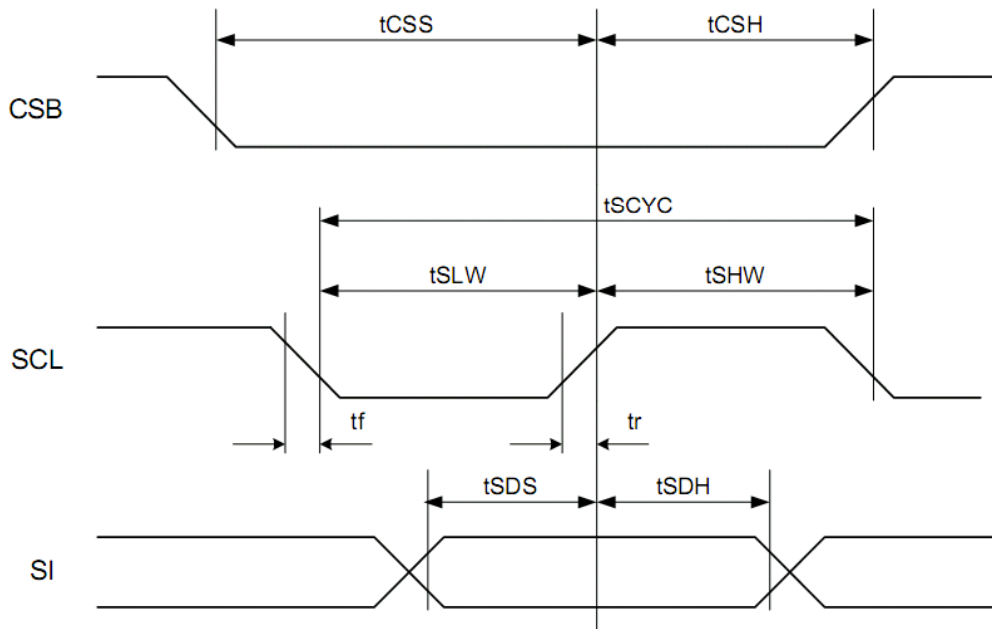 tCSS tCSH
CSB
tSCYC
tSLW tSHW
SCL
tf tr
tSDS tSDH
SI